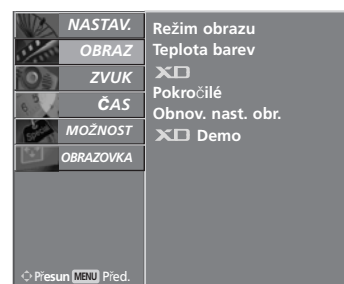 NASTAV.
OBRAZ
ZVUK
ČAS
MOŽNOST
OBRAZOVKA
Režim obrazu
Teplota barev
XD
Pokročilé
Obnov. nast. obr.
XD Demo
Přesun MENU Před.